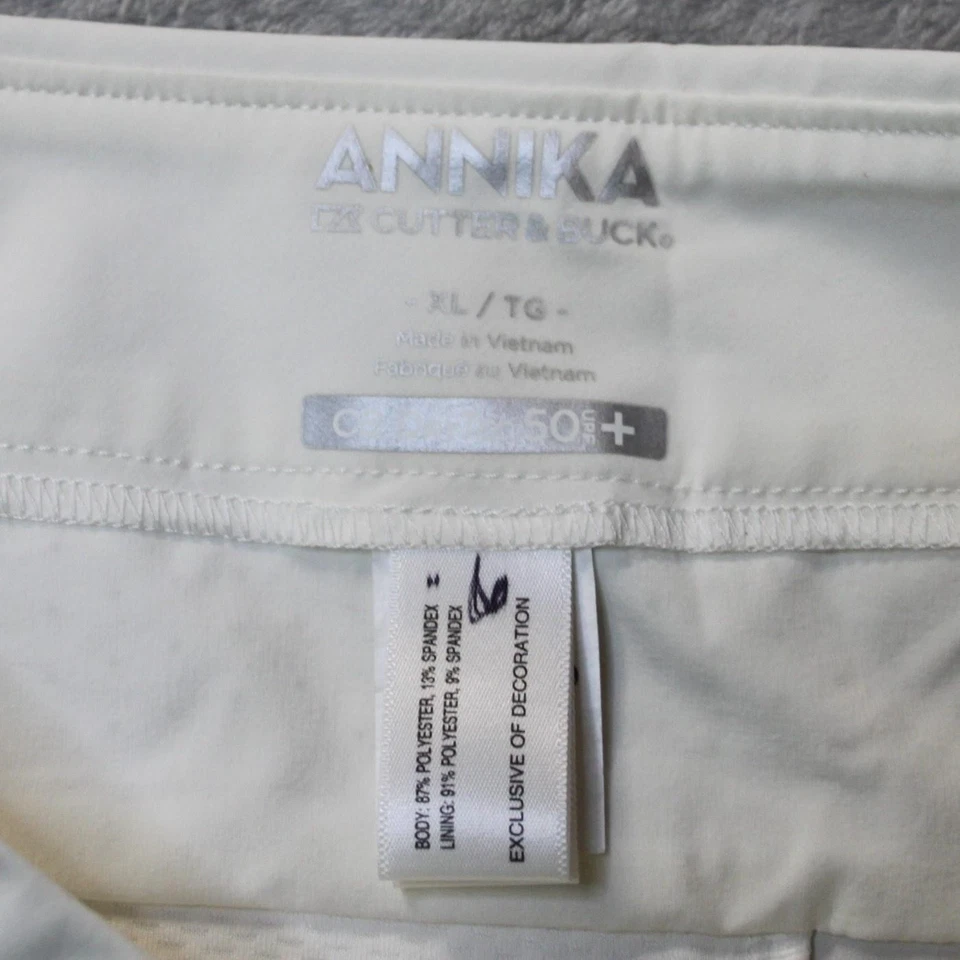 ANNIKA
CUTTER & BUCK®
- XL / TG -
Made in Vietnam
Fabriqué au Vietnam
50 UPF +
BODY: 87% POLYESTER, 13% SPANDEX
LINING: 91% POLYESTER, 9% SPANDEX
EXCLUSIVE OF DECORATION